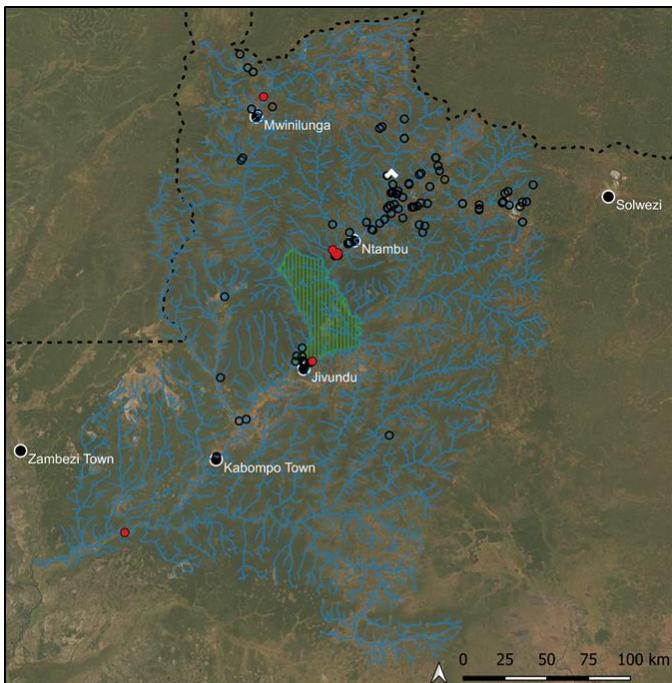 Mwinilunga
Solwezi
Ntambu
Jivundu
Zambezi Town
Kabompo Town
0 25 50 75 100 km